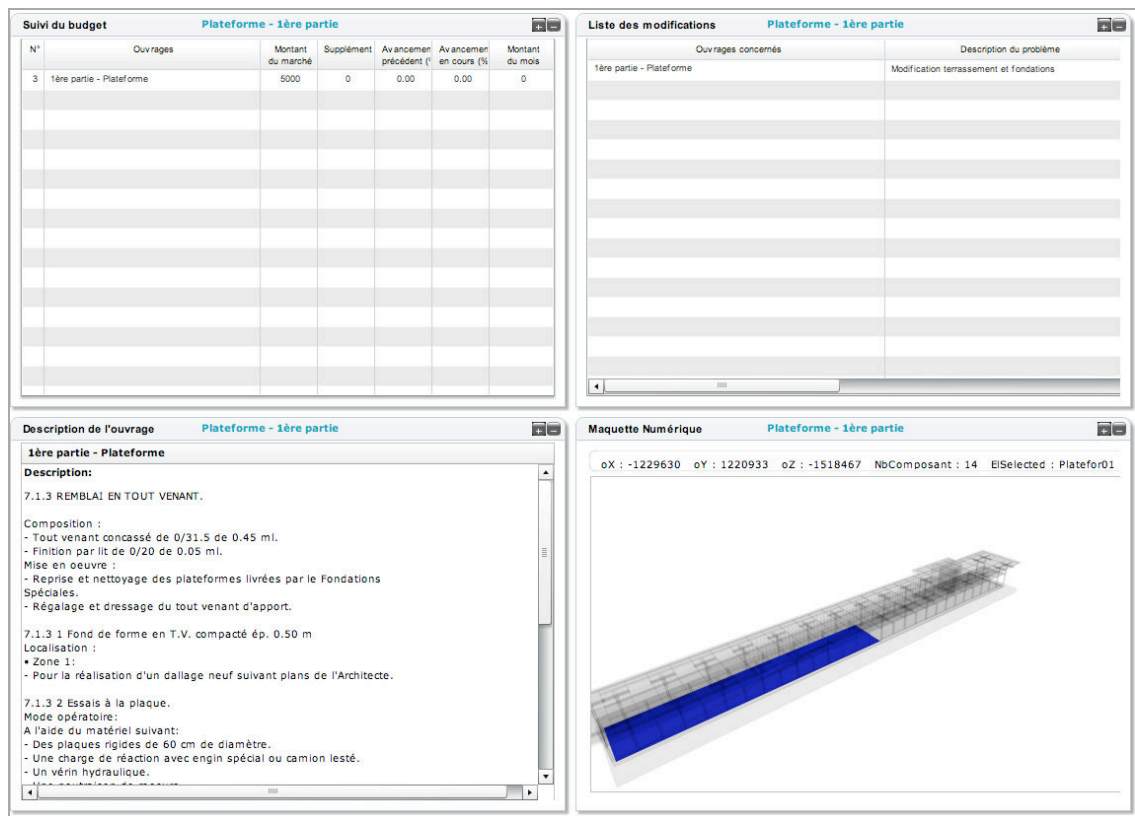 Suivi du budget Plateforme - 1ère partie
N° Ouvrages Montant du marché Supplément Avancemen précédent (% Avancemen en cours (% Montant du mois
3 1ère partie - Plateforme 5000 0 0.00 0.00 0
Liste des modifications Plateforme - 1ère partie
Ouvrages concernés Description du problème
1ère partie - Plateforme Modification terrassement et fondations
Description de l'ouvrage Plateforme - 1ère partie
1ère partie - Plateforme
Description:
7.1.3 REMBLAI EN TOUT VENANT.
Composition :
- Tout venant concassé de 0/31.5 de 0.45 ml.
- Finition par lit de 0/20 de 0.05 ml.
Mise en oeuvre :
- Reprise et nettoyage des plateformes livrées par le Fondations
Spéciales.
- Régalage et dressage du tout venant d'apport.
7.1.3 1 Fond de forme en T.V. compacté ép. 0.50 m
Localisation :
• Zone 1:
- Pour la réalisation d'un dallage neuf suivant plans de l'Architecte.
7.1.3 2 Essais à la plaque.
Mode opératoire:
A l'aide du matériel suivant:
- Des plaques rigides de 60 cm de diamètre.
- Une charge de réaction avec engin spécial ou camion lesté.
- Un vérin hydraulique.
Maquette Numérique Plateforme - 1ère partie
oX : -1229630 oY : 1220933 oZ : -1518467 NbComposant : 14 ElSelected : Platefor01